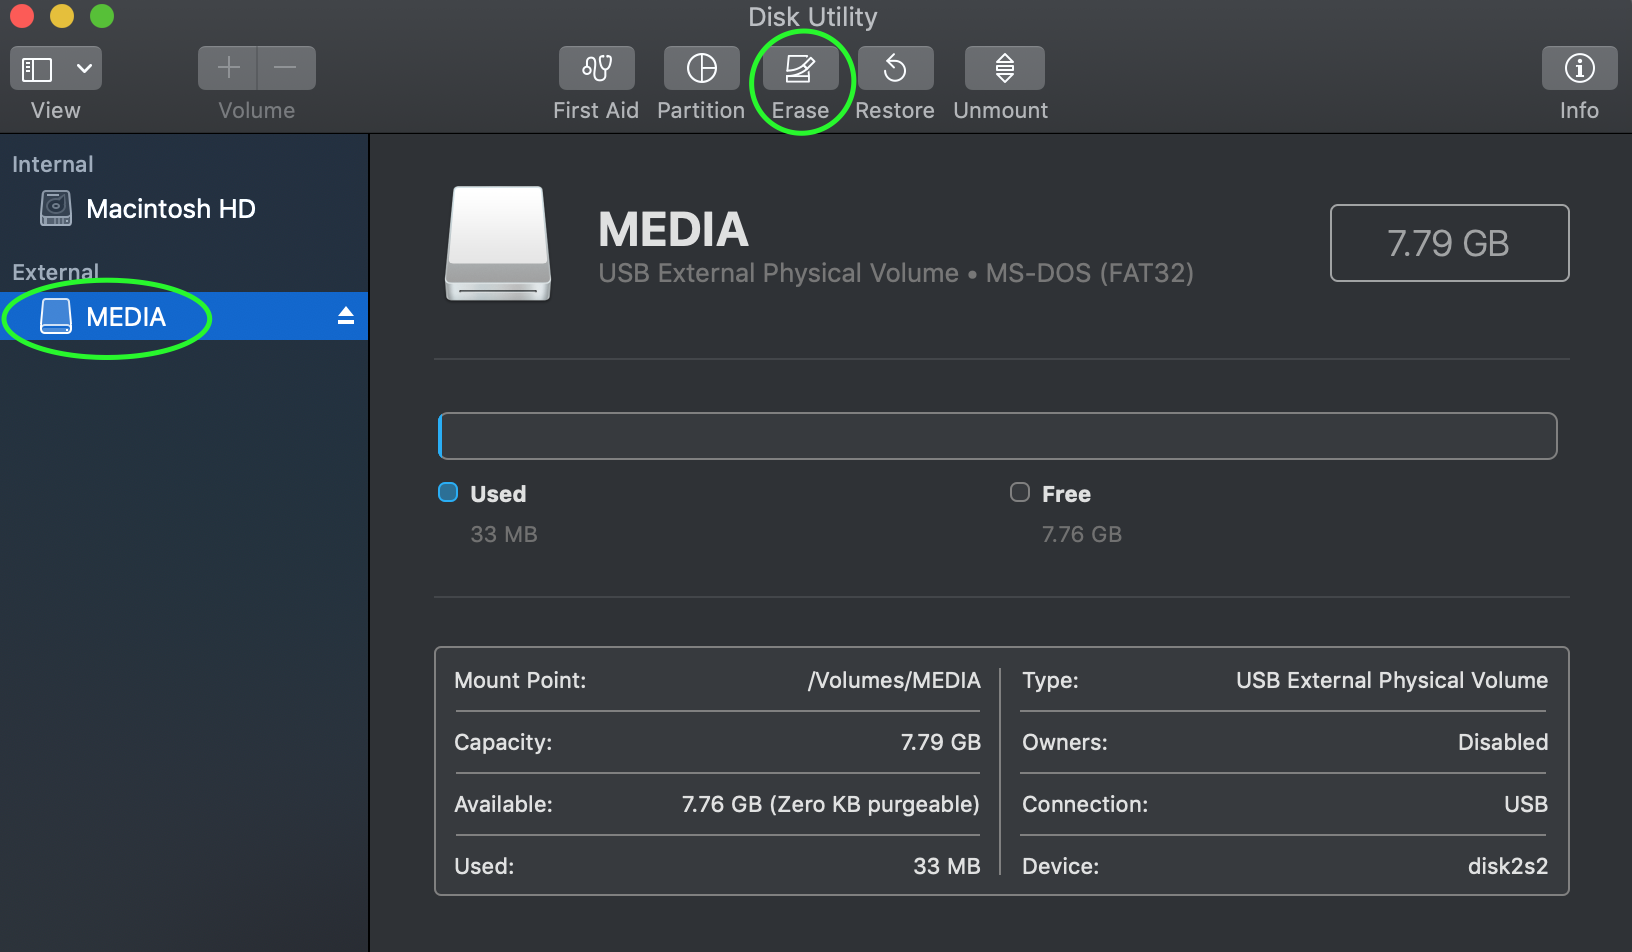 Disk Utility
View
Volume
First Aid
Partition
Erase
Restore
Unmount
Info
Internal
Macintosh HD
External
MEDIA
MEDIA
USB External Physical Volume • MS-DOS (FAT32)
7.79 GB
Used
33 MB
Free
7.76 GB
Mount Point: /Volumes/MEDIA
Capacity: 7.79 GB
Available: 7.76 GB (Zero KB purgeable)
Used: 33 MB
Type: USB External Physical Volume
Owners: Disabled
Connection: USB
Device: disk2s2